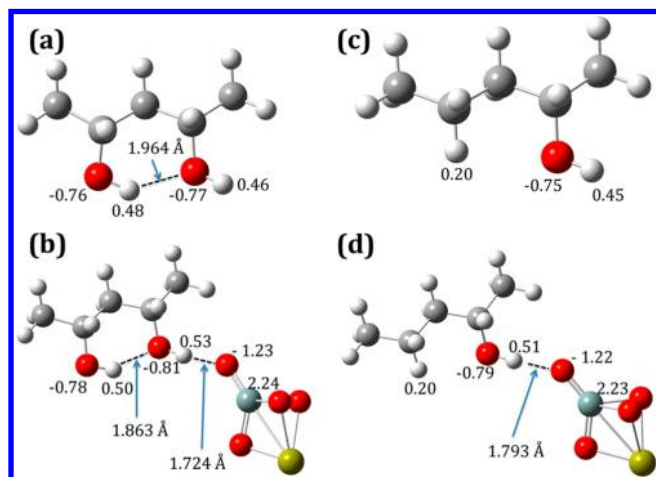 (a)
1.964 Å
-0.76
0.48
-0.77
0.46
(c)
0.20
-0.75
0.45
(b)
0.53
- 1.23
-0.78
0.50
-0.81
2.24
1.863 Å
1.724 Å
(d)
0.51
- 1.22
0.20
-0.79
2.23
1.793 Å